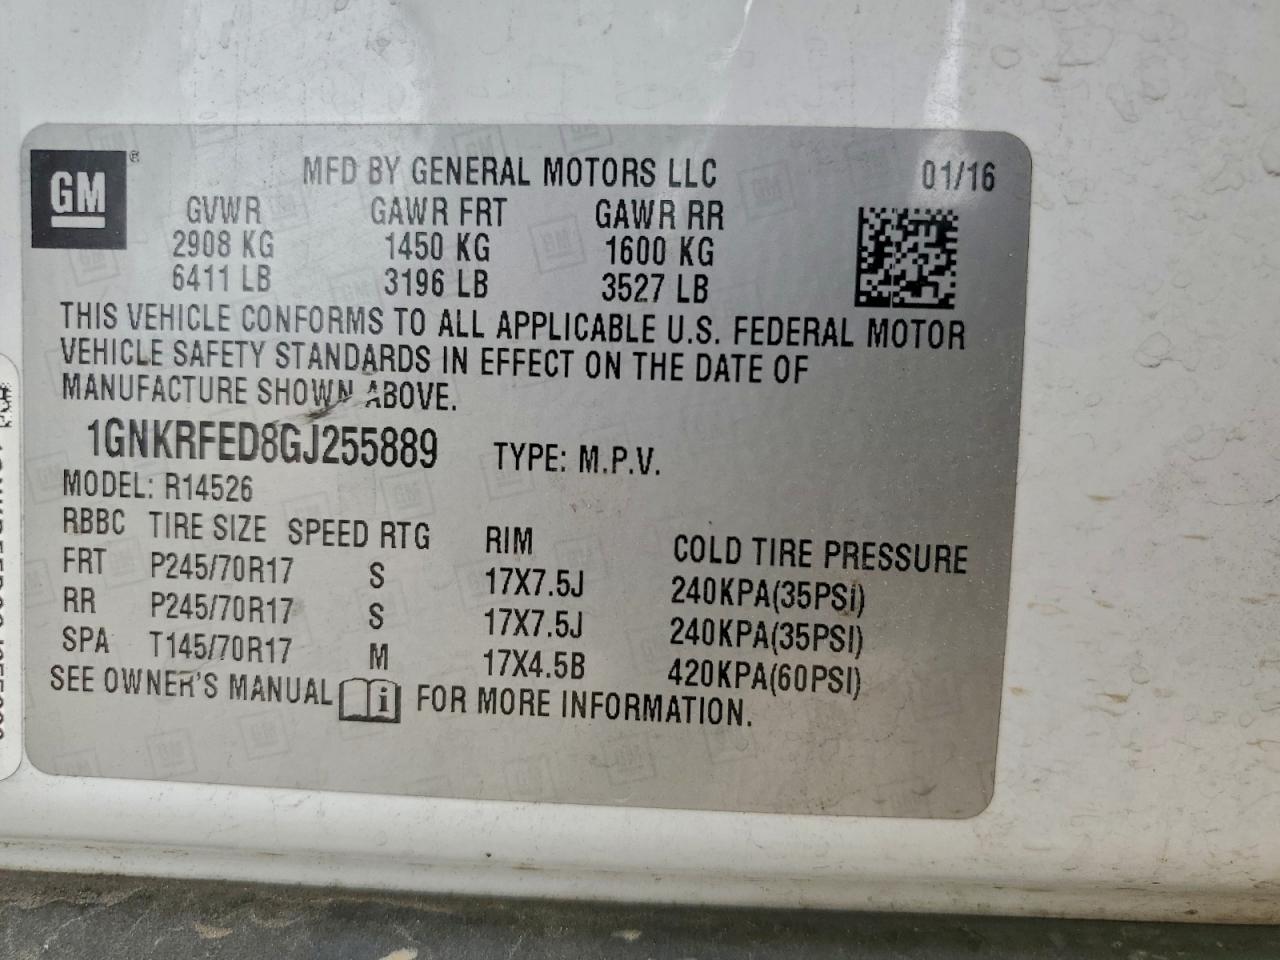 GM ®
MFD BY GENERAL MOTORS LLC 01/16
GVWR GAWR FRT GAWR RR
2908 KG 1450 KG 1600 KG
6411 LB 3196 LB 3527 LB
THIS VEHICLE CONFORMS TO ALL APPLICABLE U.S. FEDERAL MOTOR
VEHICLE SAFETY STANDARDS IN EFFECT ON THE DATE OF
MANUFACTURE SHOWN ABOVE.
1GNKRFED8GJ255889 TYPE: M.P.V.
MODEL: R14526
RBBC TIRE SIZE SPEED RTG RIM COLD TIRE PRESSURE
FRT P245/70R17 S 17X7.5J 240KPA(35PSI)
RR P245/70R17 S 17X7.5J 240KPA(35PSI)
SPA T145/70R17 M 17X4.5B 420KPA(60PSI)
SEE OWNER'S MANUAL i FOR MORE INFORMATION.